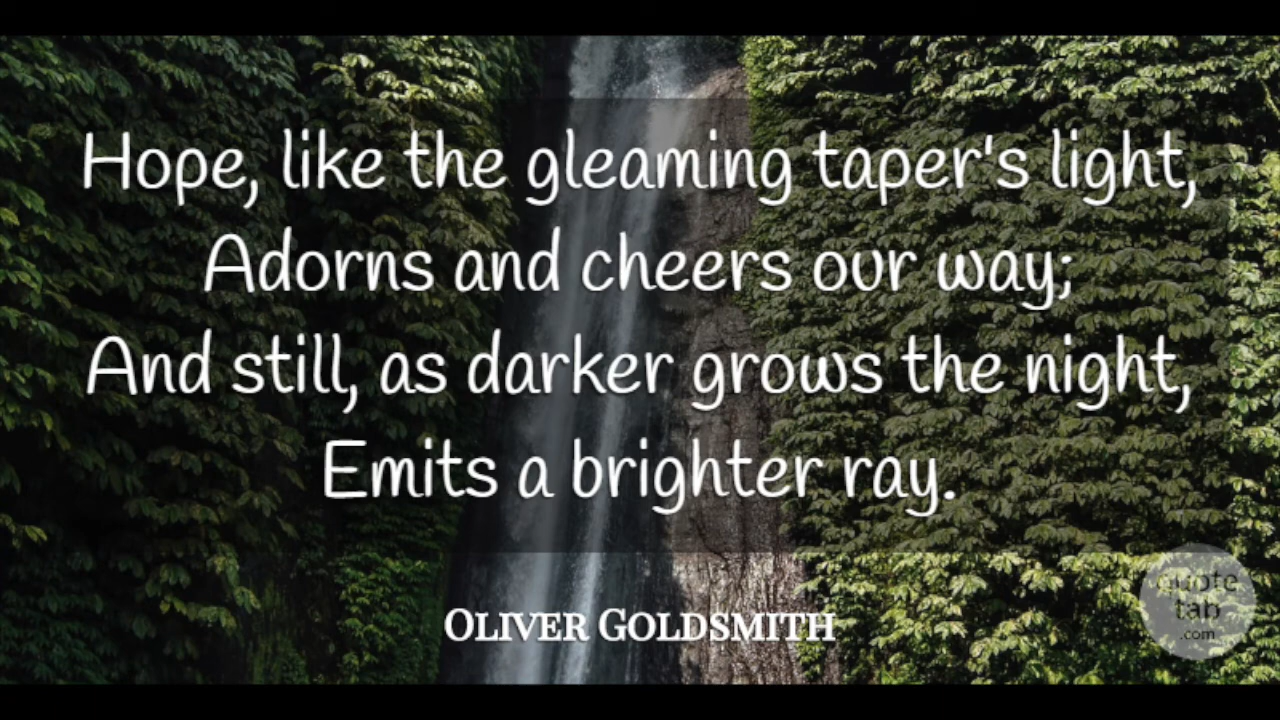 Hope, like the gleaming taper's light,
Adorns and cheers our way;
And still, as darker grows the night,
Emits a brighter ray.
OLIVER GOLDSMITH
quote
tab
.com